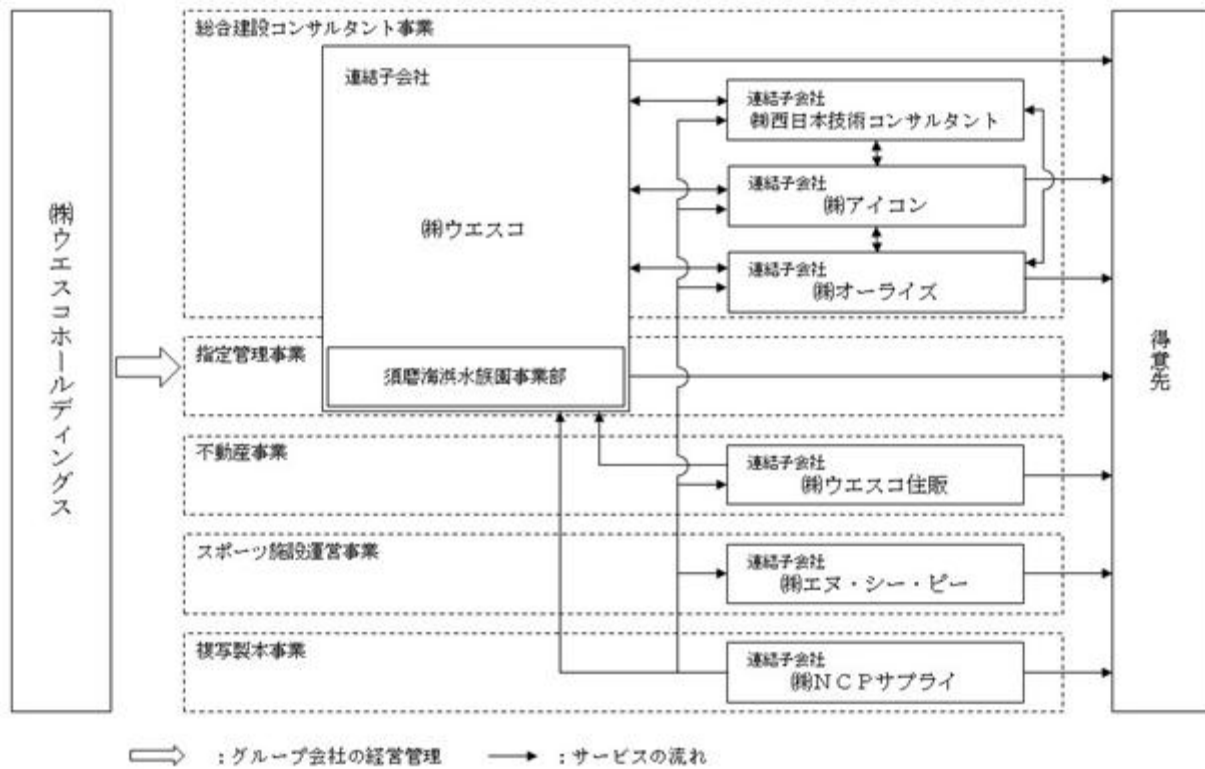 ㈱ウエスコホールディングス
総合建設コンサルタント事業
連結子会社
㈱ウエスコ
連結子会社
㈱西日本技術コンサルタント
連結子会社
㈱アイコン
連結子会社
㈱オーライズ
指定管理事業
須磨海浜水族園事業部
不動産事業
連結子会社
㈱ウエスコ住販
スポーツ施設運営事業
連結子会社
㈱エヌ・シー・ピー
複写製本事業
連結子会社
㈱ＮＣＰサプライ
得意先
：グループ会社の経営管理
：サービスの流れ